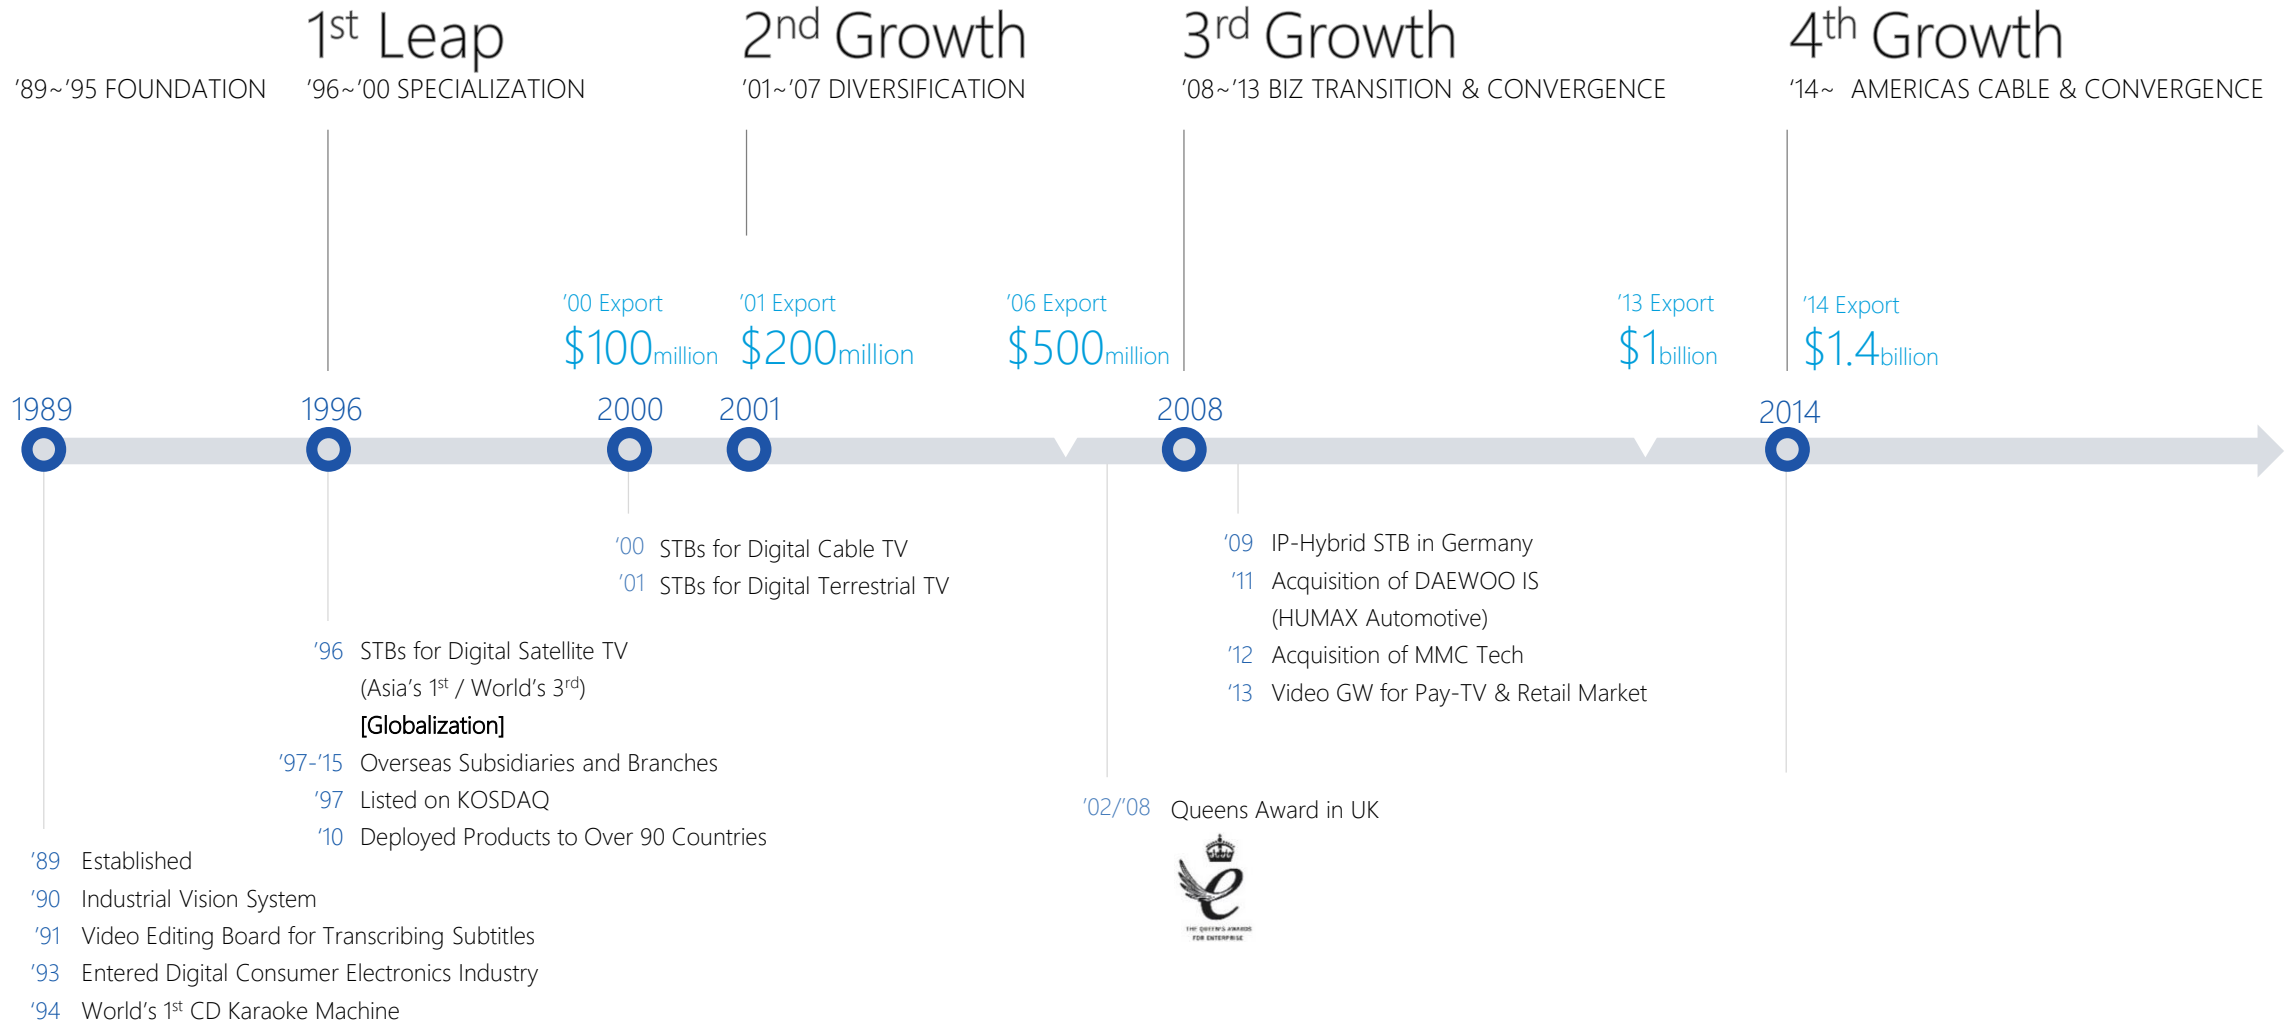 1st Leap
2nd Growth
3rd Growth
4th Growth
'89~'95 FOUNDATION
'96~'00 SPECIALIZATION
'01~'07 DIVERSIFICATION
'08~'13 BIZ TRANSITION & CONVERGENCE
'14~ AMERICAS CABLE & CONVERGENCE
'00 Export
$100million
'01 Export
$200million
'06 Export
$500million
'13 Export
$1billion
'14 Export
$1.4billion
1989
1996
2000
2001
2008
2014
'00 STBs for Digital Cable TV
'01 STBs for Digital Terrestrial TV
'09 IP-Hybrid STB in Germany
'11 Acquisition of DAEWOO IS
(HUMAX Automotive)
'12 Acquisition of MMC Tech
'13 Video GW for Pay-TV & Retail Market
'96 STBs for Digital Satellite TV
(Asia's 1st / World's 3rd)
[Globalization]
'97-'15 Overseas Subsidiaries and Branches
'97 Listed on KOSDAQ
'10 Deployed Products to Over 90 Countries
'02/'08 Queens Award in UK
THE QUEEN'S AWARDS
FOR ENTERPRISE
'89 Established
'90 Industrial Vision System
'91 Video Editing Board for Transcribing Subtitles
'93 Entered Digital Consumer Electronics Industry
'94 World's 1st CD Karaoke Machine